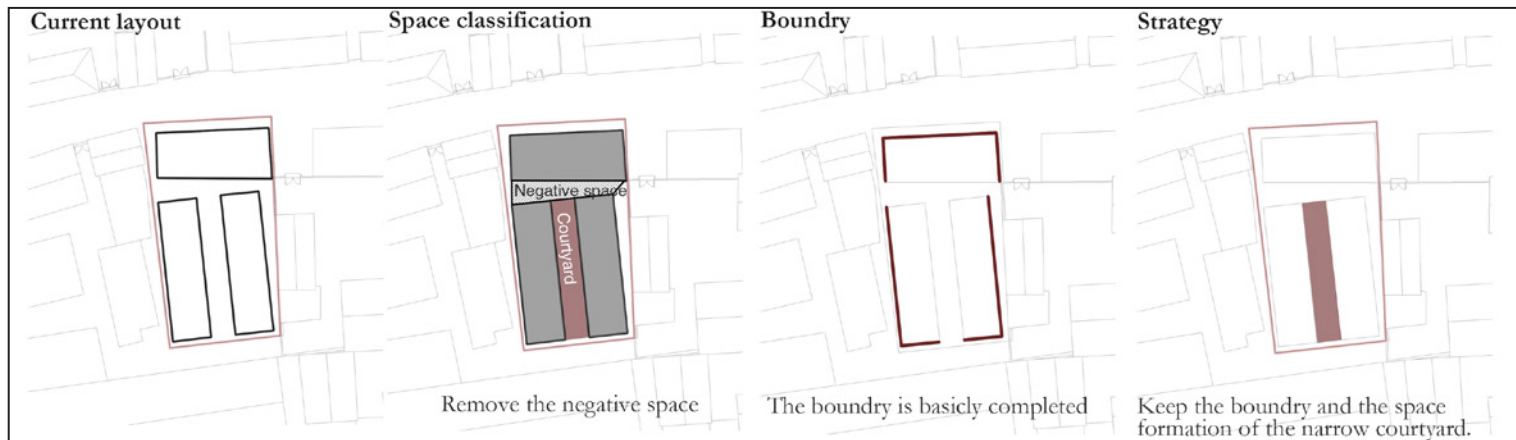 Current layout
Space classification
Boundry
Strategy
Negative space
Courtyard
Remove the negative space
The boundry is basicly completed
Keep the boundry and the space
formation of the narrow courtyard.